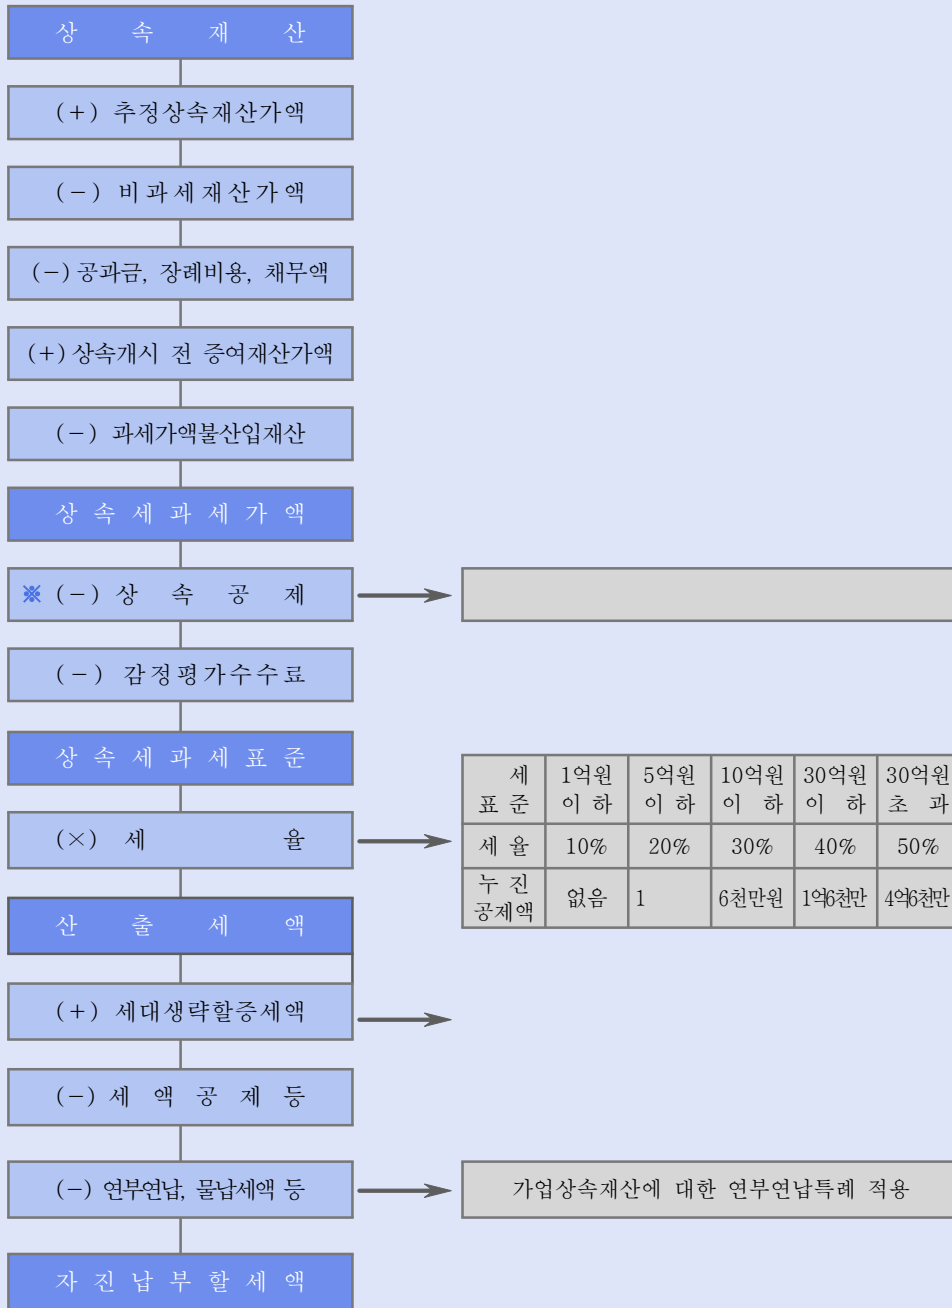 상 속 재 산
(+) 추정상속재산가액
(-) 비과세재산가액
(-) 공과금, 장례비용, 채무액
(+) 상속개시 전 증여재산가액
(-) 과세가액불산입재산
상 속 세 과 세 가 액
※ (-) 상 속 공 제
(-) 감정평가수수료
상 속 세 과 세 표 준
세 1억원 5억원 10억원 30억원 30억원
표 준 이 하 이 하 이 하 이 하 초 과
(×) 세 율
세 율 10% 20% 30% 40% 50%
누 진
공제액 없음 1 6천만원 1억6천만 4억6천만
산 출 세 액
(+) 세대생략할증세액
(-) 세 액 공 제 등
(-) 연부연납, 물납세액 등
가업상속재산에 대한 연부연납특례 적용
자 진 납 부 할 세 액